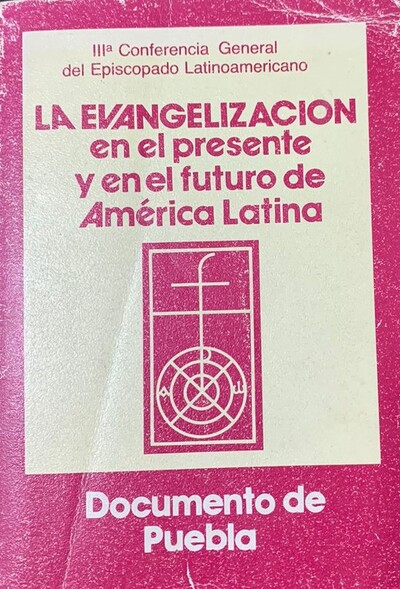 IIIª Conferencia General
del Episcopado Latinoamericano
LA EVANGELIZACION
en el presente
y en el futuro de
América Latina
Documento de
Puebla